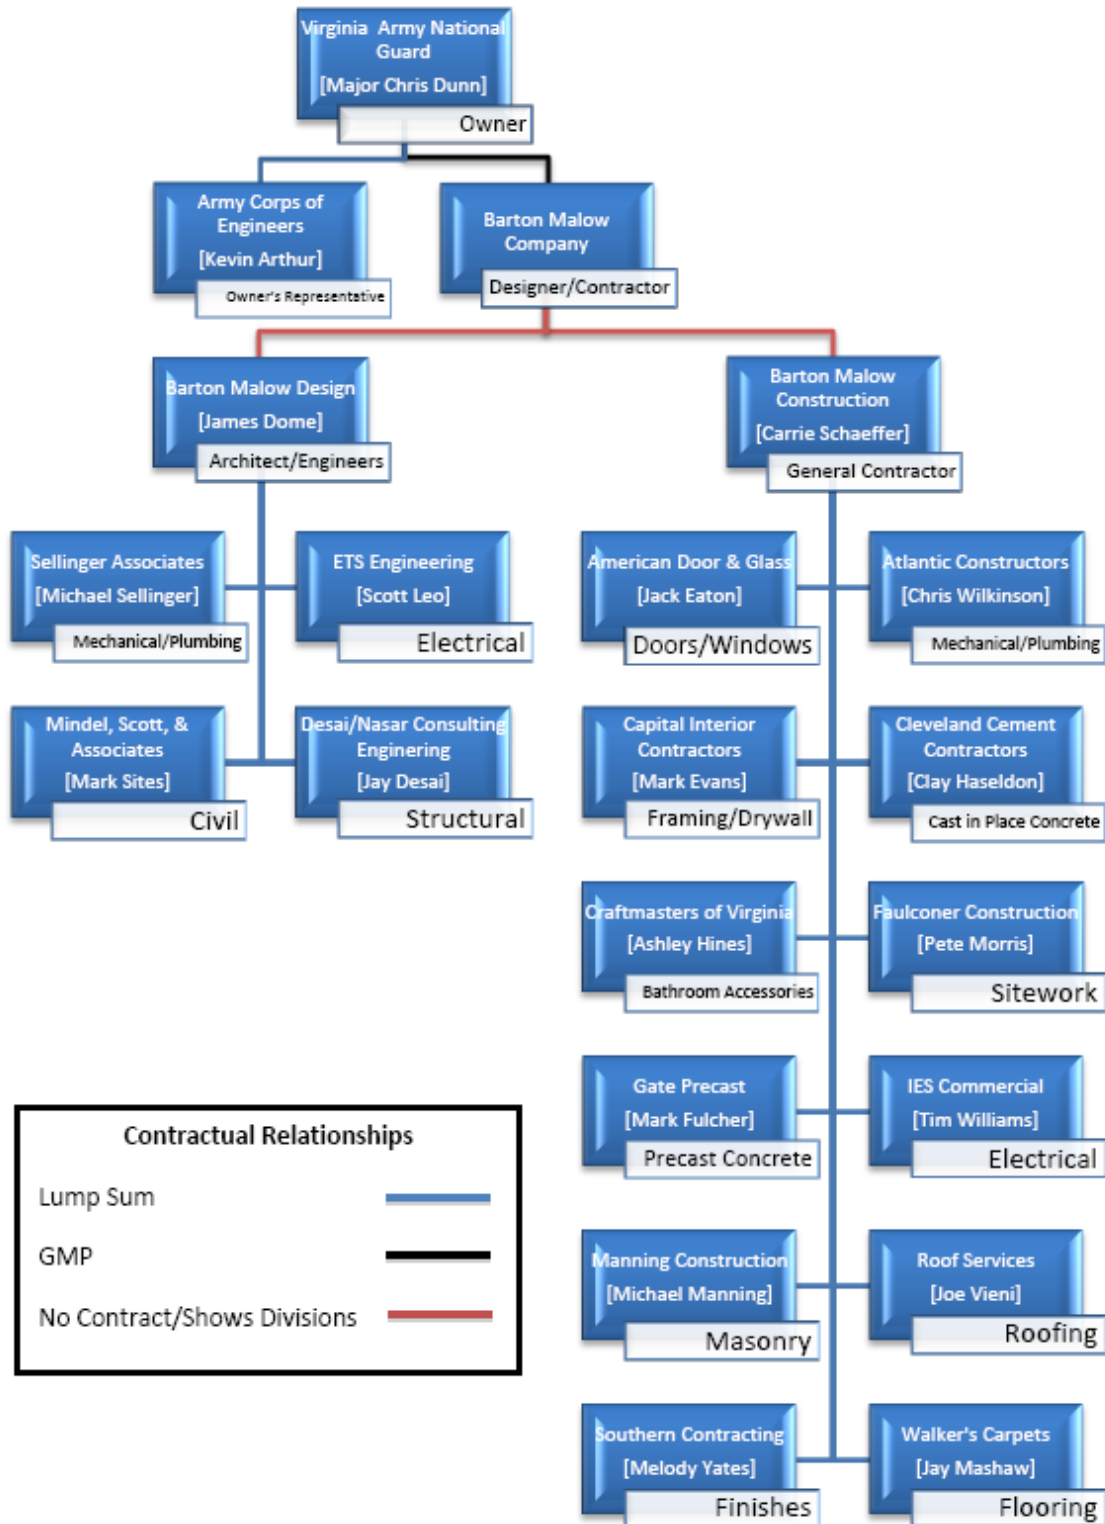 Virginia Army National
Guard
[Major Chris Dunn]
Owner
Army Corps of
Engineers
[Kevin Arthur]
Owner's Representative
Barton Malow
Company
Designer/Contractor
Barton Malow Design
[James Dome]
Architect/Engineers
Barton Malow
Construction
[Carrie Schaeffer]
General Contractor
Sellinger Associates
[Michael Sellinger]
Mechanical/Plumbing
ETS Engineering
[Scott Leo]
Electrical
Mindel, Scott, &
Associates
[Mark Sites]
Civil
Desai/Nasar Consulting
Enginering
[Jay Desai]
Structural
American Door & Glass
[Jack Eaton]
Doors/Windows
Atlantic Constructors
[Chris Wilkinson]
Mechanical/Plumbing
Capital Interior
Contractors
[Mark Evans]
Framing/Drywall
Cleveland Cement
Contractors
[Clay Haseldon]
Cast in Place Concrete
Craftmasters of Virginia
[Ashley Hines]
Bathroom Accessories
Faulconer Construction
[Pete Morris]
Sitework
Gate Precast
[Mark Fulcher]
Precast Concrete
IES Commercial
[Tim Williams]
Electrical
Manning Construction
[Michael Manning]
Masonry
Roof Services
[Joe Vieni]
Roofing
Southern Contracting
[Melody Yates]
Finishes
Walker's Carpets
[Jay Mashaw]
Flooring
Contractual Relationships
Lump Sum
GMP
No Contract/Shows Divisions